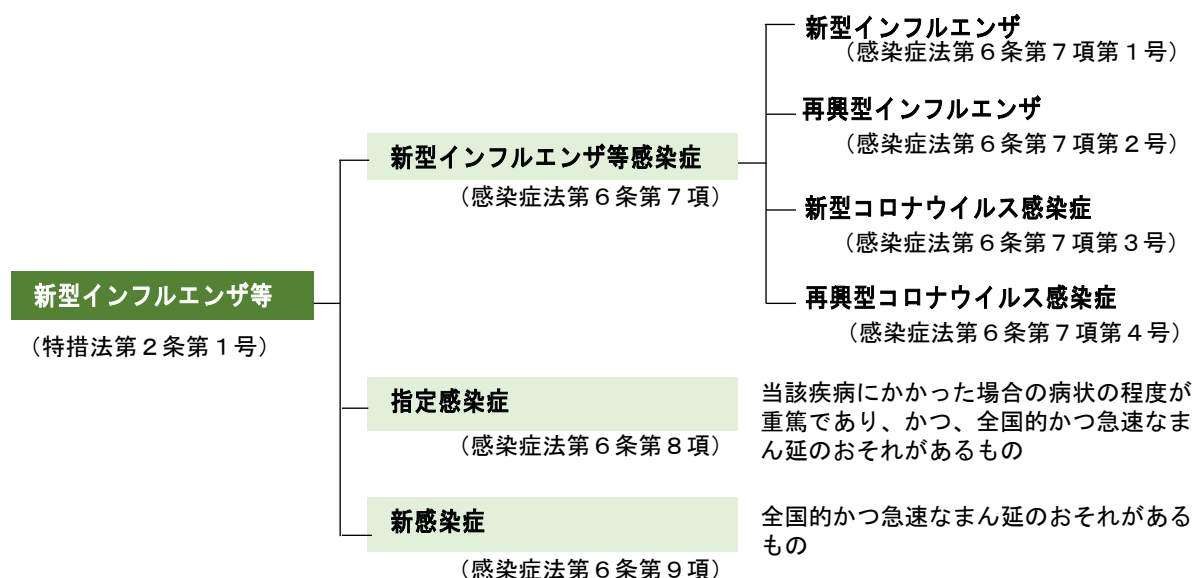 新型インフルエンザ等
（特措法第２条第１号）
新型インフルエンザ等感染症
（感染症法第６条第７項）
新型インフルエンザ
（感染症法第６条第７項第１号）
再興型インフルエンザ
（感染症法第６条第７項第２号）
新型コロナウイルス感染症
（感染症法第６条第７項第３号）
再興型コロナウイルス感染症
（感染症法第６条第７項第４号）
指定感染症
（感染症法第６条第８項）
当該疾病にかかった場合の病状の程度が
重篤であり、かつ、全国的かつ急速なま
ん延のおそれがあるもの
新感染症
（感染症法第６条第９項）
全国的かつ急速なまん延のおそれがある
もの